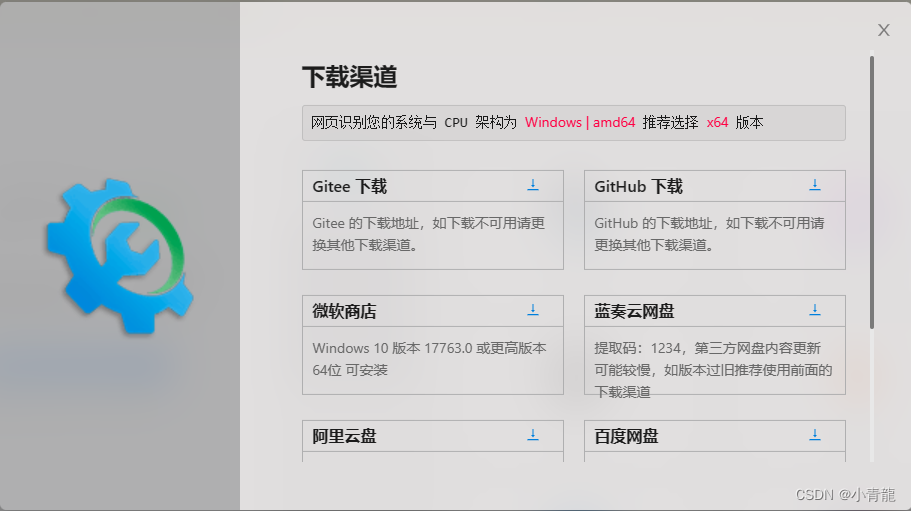 X
下载渠道
网页识别您的系统与 CPU 架构为 Windows | amd64 推荐选择 x64 版本
Gitee 下载
Gitee 的下载地址，如下载不可用请更
换其他下载渠道。
GitHub 下载
GitHub 的下载地址，如下载不可用请
更换其他下载渠道。
微软商店
Windows 10 版本 17763.0 或更高版本
64位 可安装
蓝奏云网盘
提取码：1234，第三方网盘内容更新
可能较慢，如版本过旧推荐使用前面的
下载渠道
阿里云盘
百度网盘
CSDN @小青龍